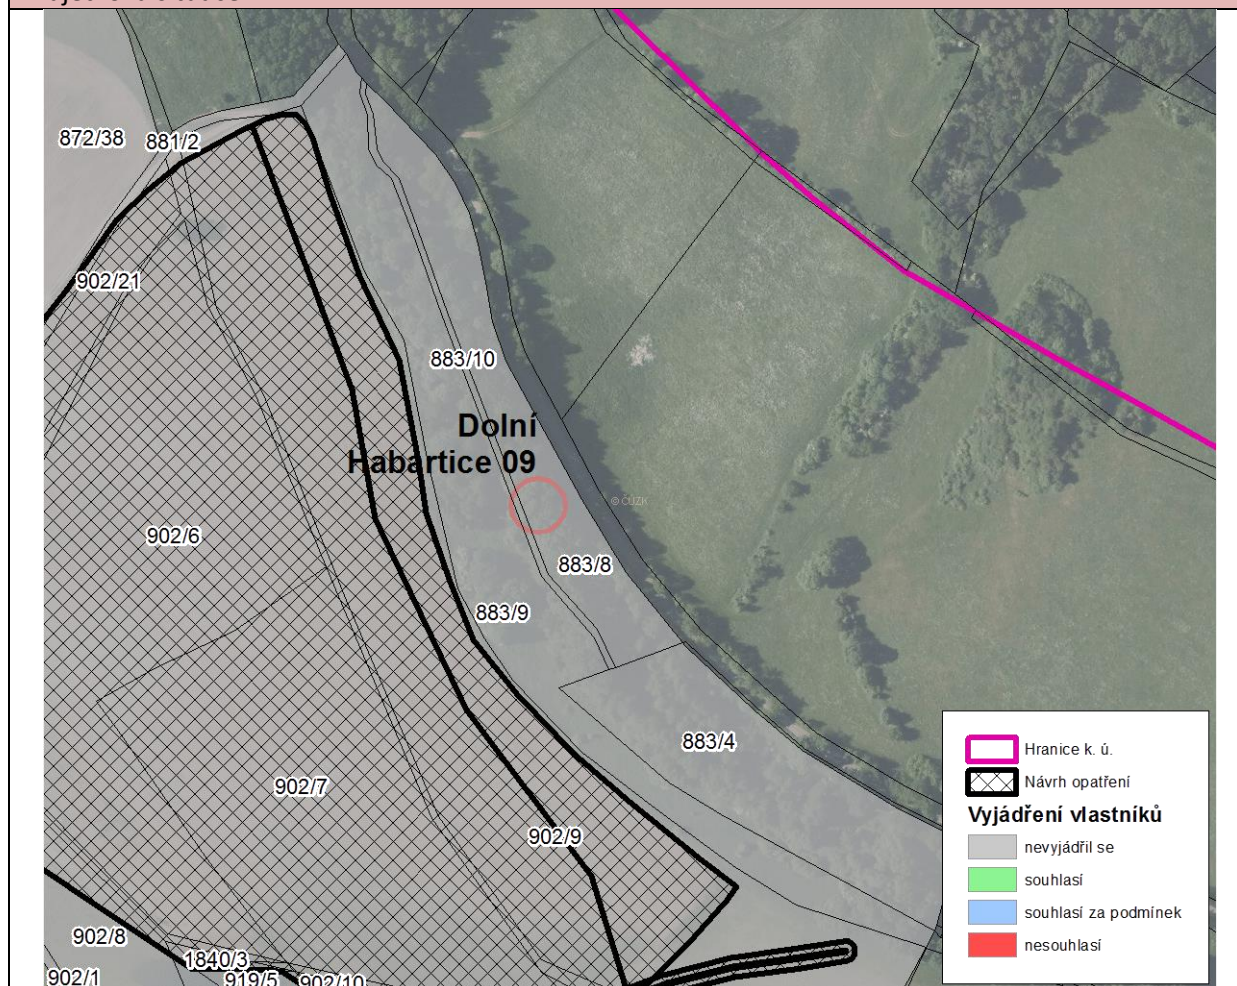 872/38
881/2
902/21
883/10
Dolní
Habartice 09
© ČÚZK
902/6
883/8
883/9
883/4
902/7
902/9
902/8
1840/3
919/5
902/10
902/1
Hranice k. ú.
Návrh opatření
Vyjádření vlastníků
nevyjádřil se
souhlasí
souhlasí za podmínek
nesouhlasí